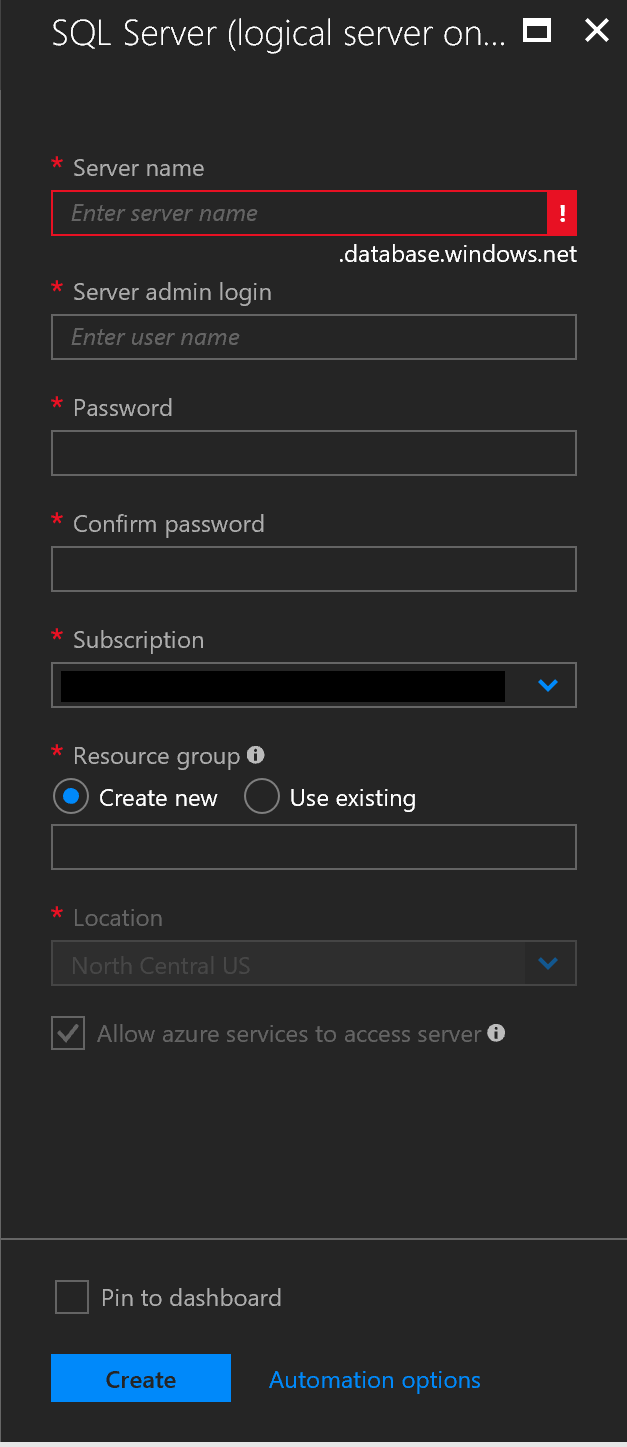 SQL Server (logical server on...
* Server name
Enter server name
!
.database.windows.net
* Server admin login
Enter user name
* Password
* Confirm password
* Subscription
* Resource group
Create new Use existing
* Location
North Central US
Allow azure services to access server
Pin to dashboard
Create Automation options